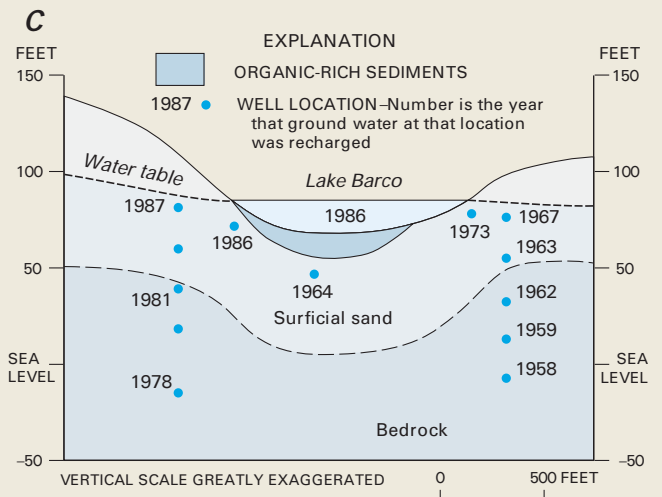 C
EXPLANATION
FEET
FEET
150
150
ORGANIC-RICH SEDIMENTS
1987
WELL LOCATION–Number is the year
that ground water at that location
was recharged
100
100
Water table
Lake Barco
1987
1986
1967
1986
1973
1963
50
50
1964
1981
1962
Surficial sand
1959
SEA
LEVEL
SEA
LEVEL
1978
1958
Bedrock
–50
–50
VERTICAL SCALE GREATLY EXAGGERATED
0
500 FEET